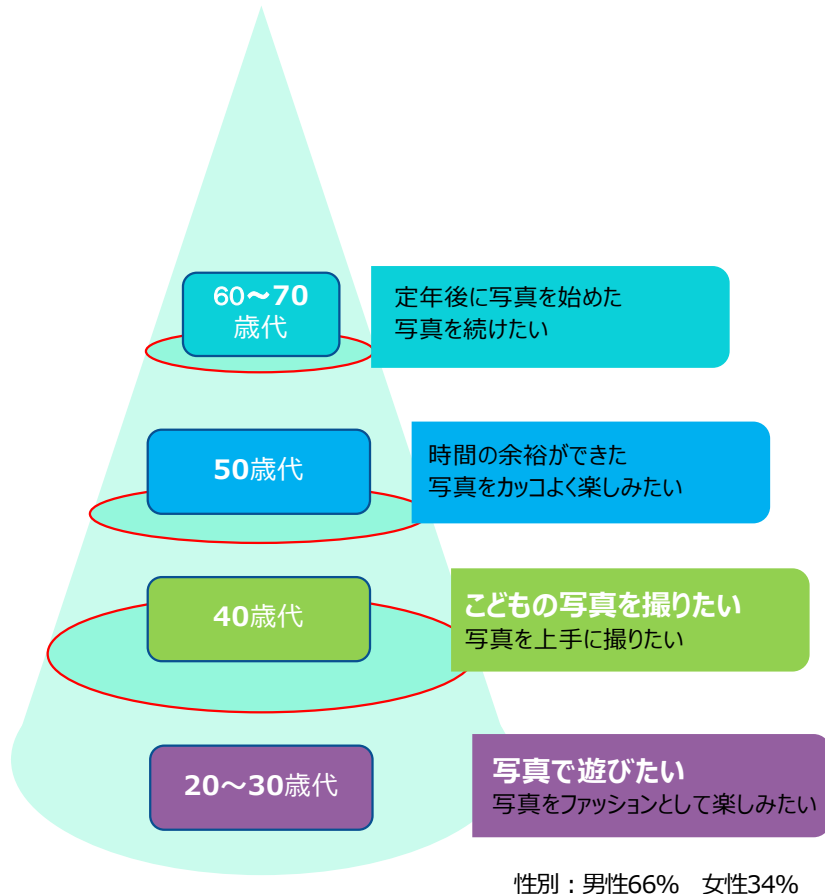 60～70
歳代
定年後に写真を始めた
写真を続けたい
50歳代
時間の余裕ができた
写真をカッコよく楽しみたい
40歳代
こどもの写真を撮りたい
写真を上手に撮りたい
20～30歳代
写真で遊びたい
写真をファッションとして楽しみたい
性別：男性66%　女性34%